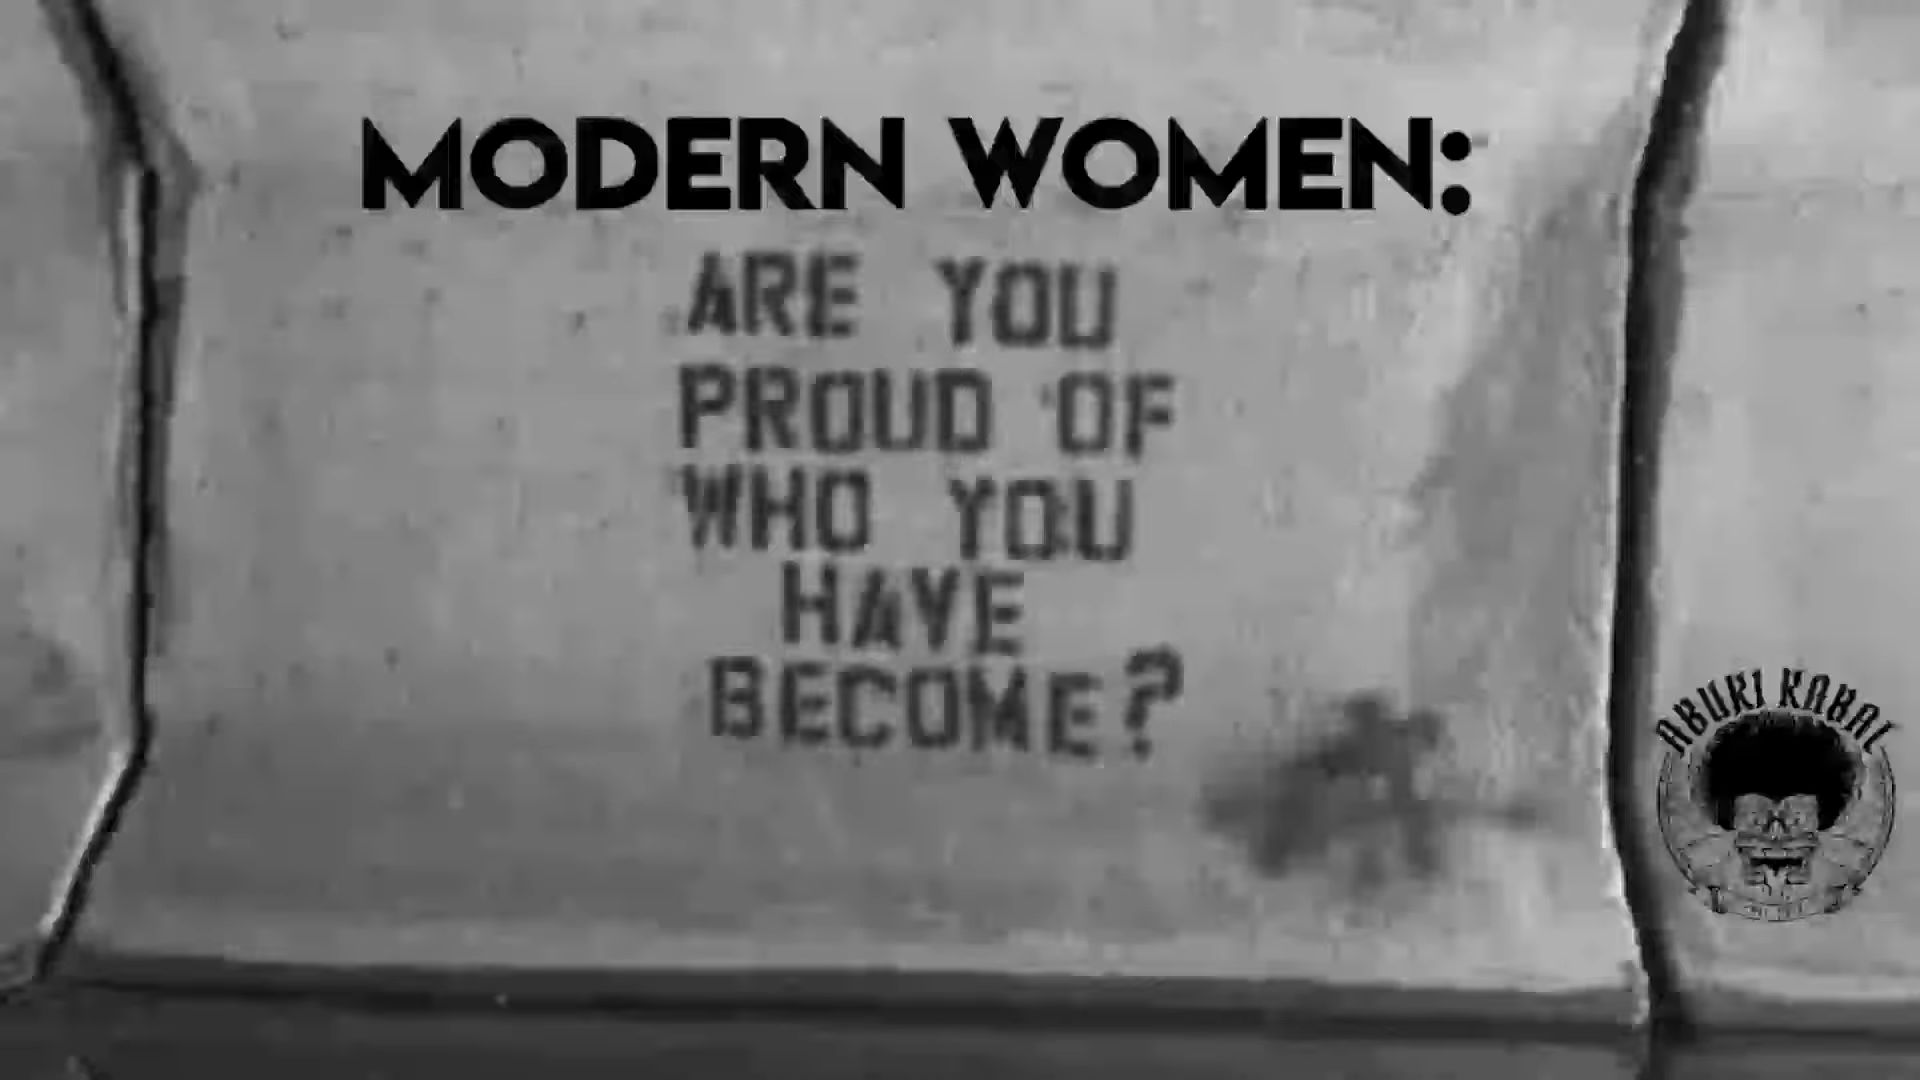 MODERN WOMEN:
ARE YOU
PROUD OF
WHO YOU
HAVE
BECOME?
ABUKI KABAL